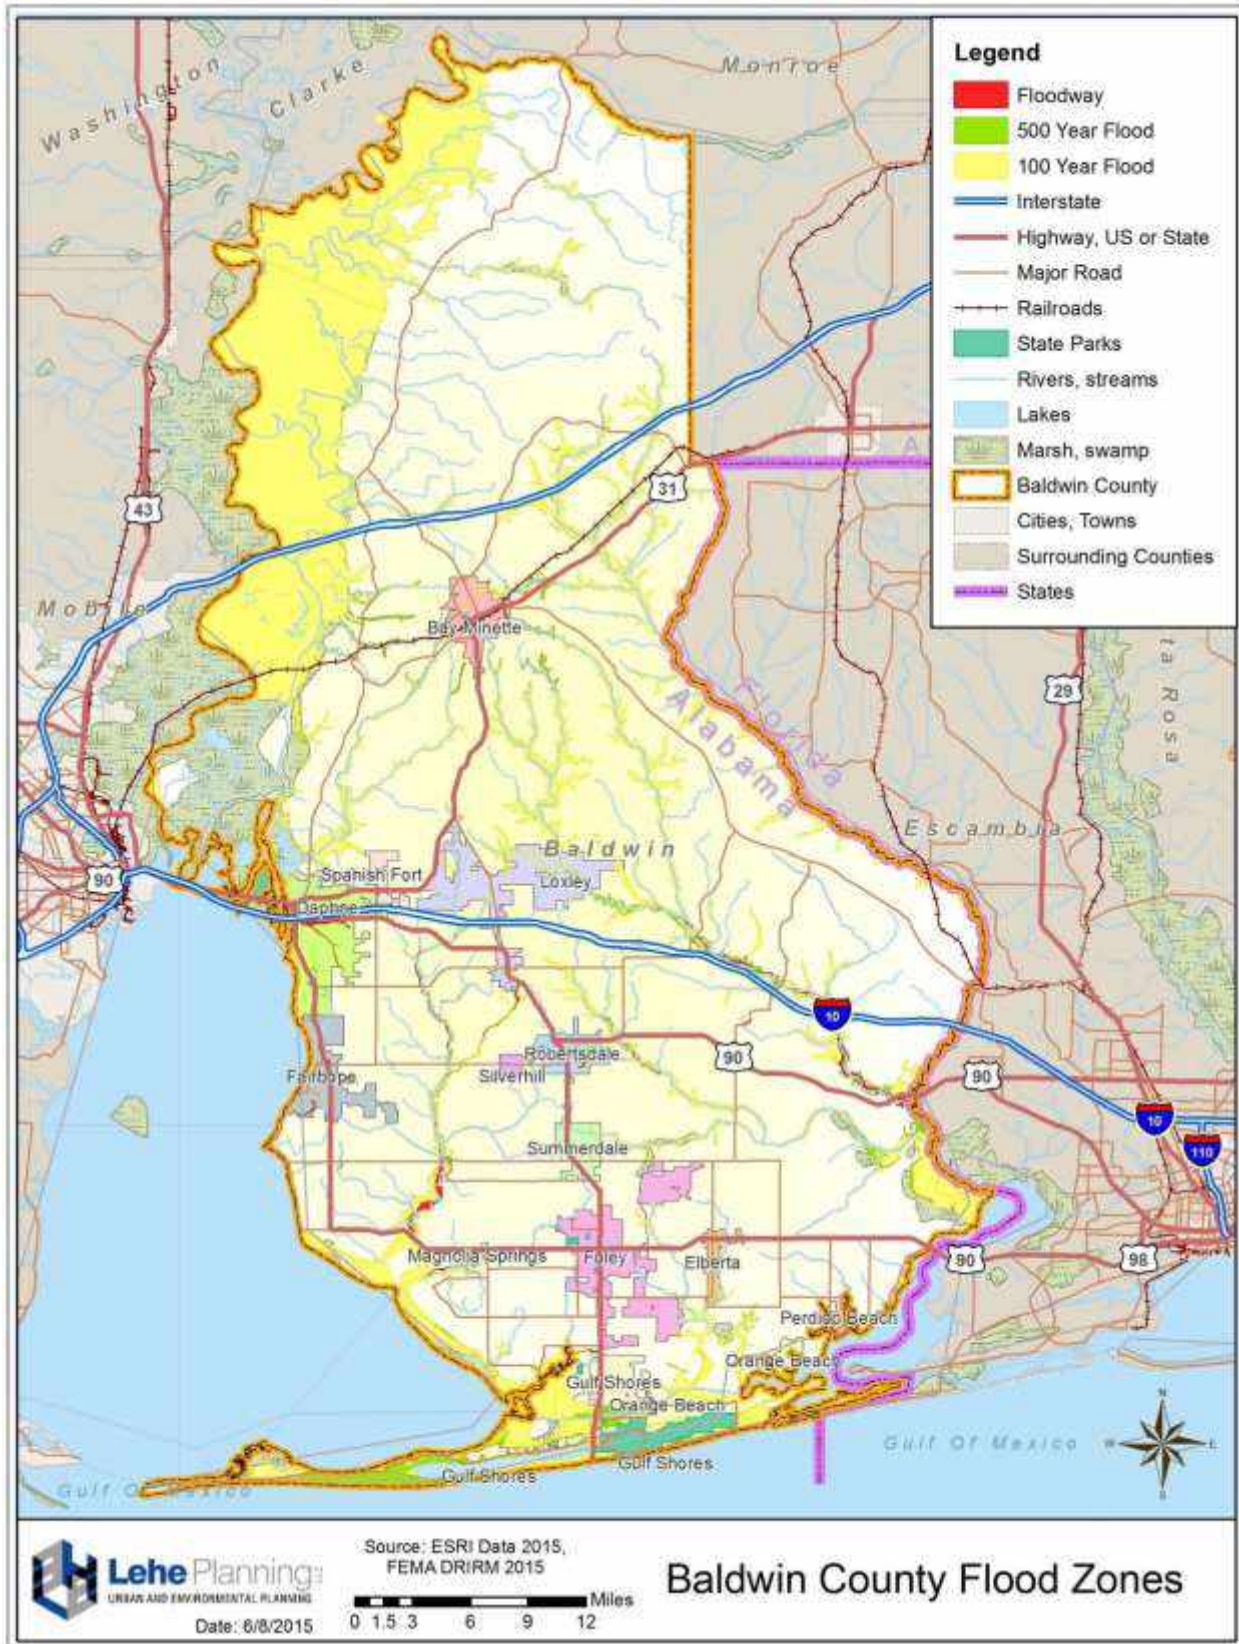 Washington
Clarke
Monroe
Legend
Floodway
500 Year Flood
100 Year Flood
Interstate
Highway, US or State
Major Road
Railroads
State Parks
Rivers, streams
Lakes
Marsh, swamp
Baldwin County
Cities, Towns
Surrounding Counties
States
A
31
43
Mobile
Bay Minette
29
ta Rosa
Florida
Alabama
Escambia
Baldwin
90
Spanish Fort
Loxley
Daphne
10
Robertsdale
90
90
Silverhill
Fairhope
10
110
Summerdale
Magnolia Springs
Foley
Elberta
90
98
Perdido Beach
Orange Beach
Gulf Shores
Orange Beach
Gulf Of Mexico
N
W
E
S
Gulf Shores
Gulf Shores
Gulf Of Mexico
Lehe Planning
URBAN AND ENVIRONMENTAL PLANNING
Date: 6/8/2015
Source: ESRI Data 2015,
FEMA DRIRM 2015
Miles
0 1.5 3 6 9 12
Baldwin County Flood Zones